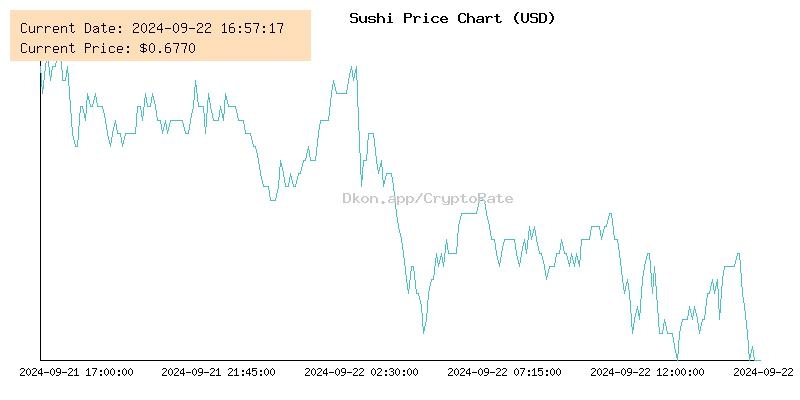 Sushi Price Chart (USD)
Current Date: 2024-09-22 16:57:17
Current Price: $0.6770
Dkon.app/CryptoRate
2024-09-21 17:00:00 2024-09-21 21:45:00 2024-09-22 02:30:00 2024-09-22 07:15:00 2024-09-22 12:00:00 2024-09-22